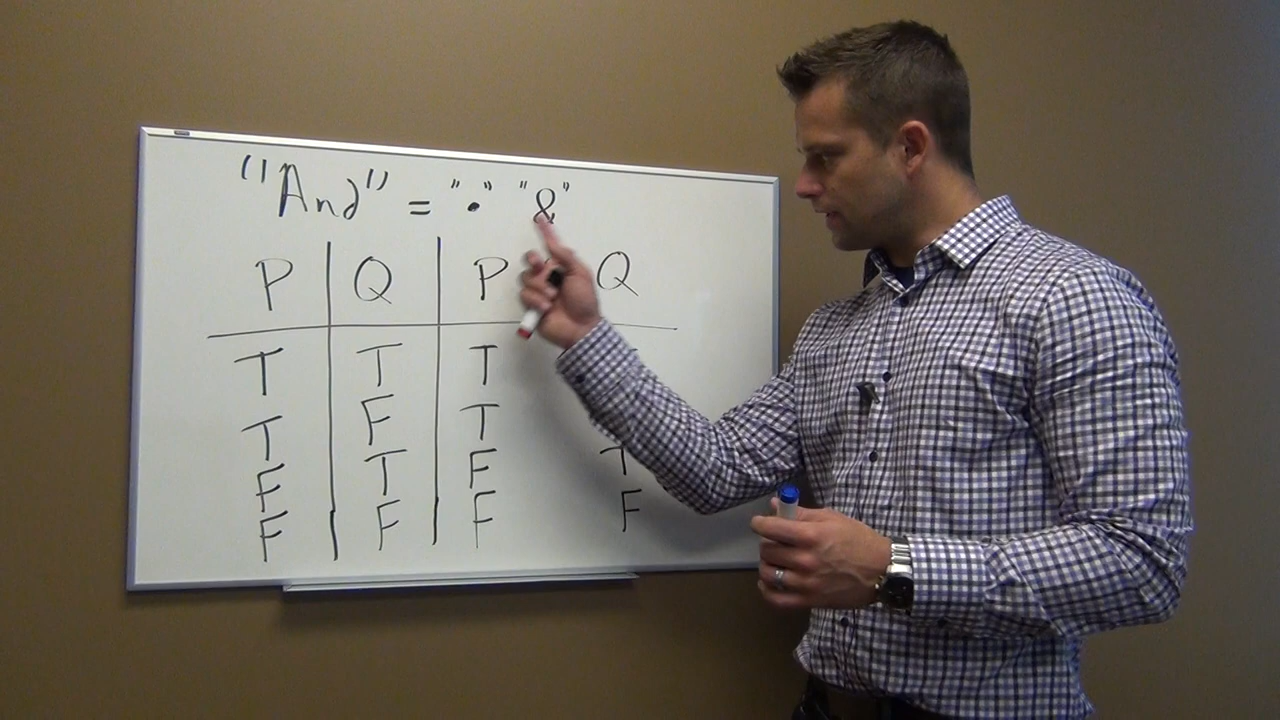 "And" = "•" "&"
P Q P Q
T T T
T F T
F T F T
F F F F